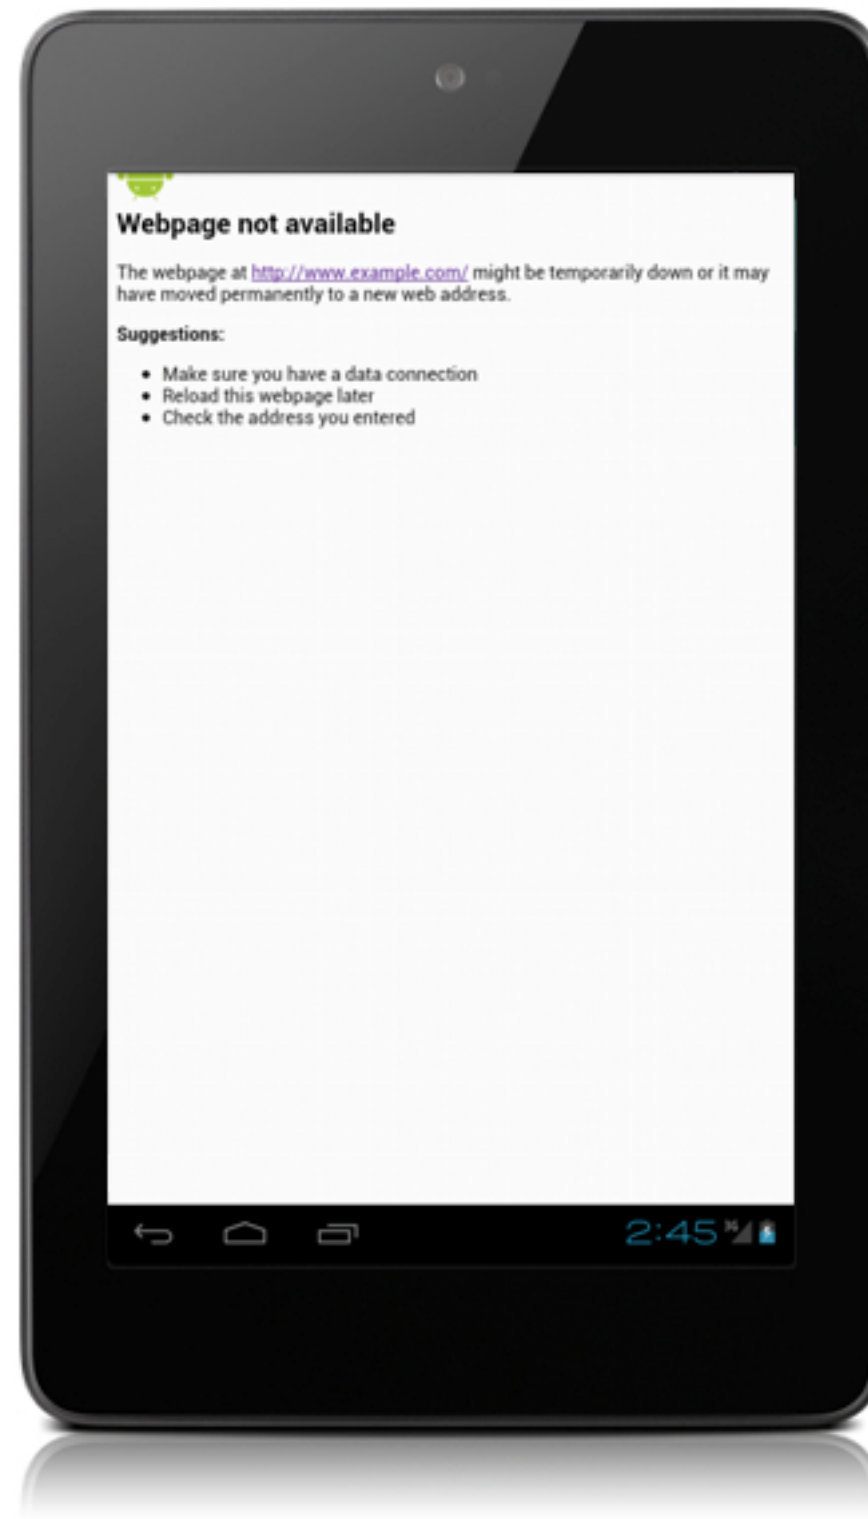 Webpage not available
The webpage at http://www.example.com/ might be temporarily down or it may
have moved permanently to a new web address.
Suggestions:
• Make sure you have a data connection
• Reload this webpage later
• Check the address you entered
2:45 3G